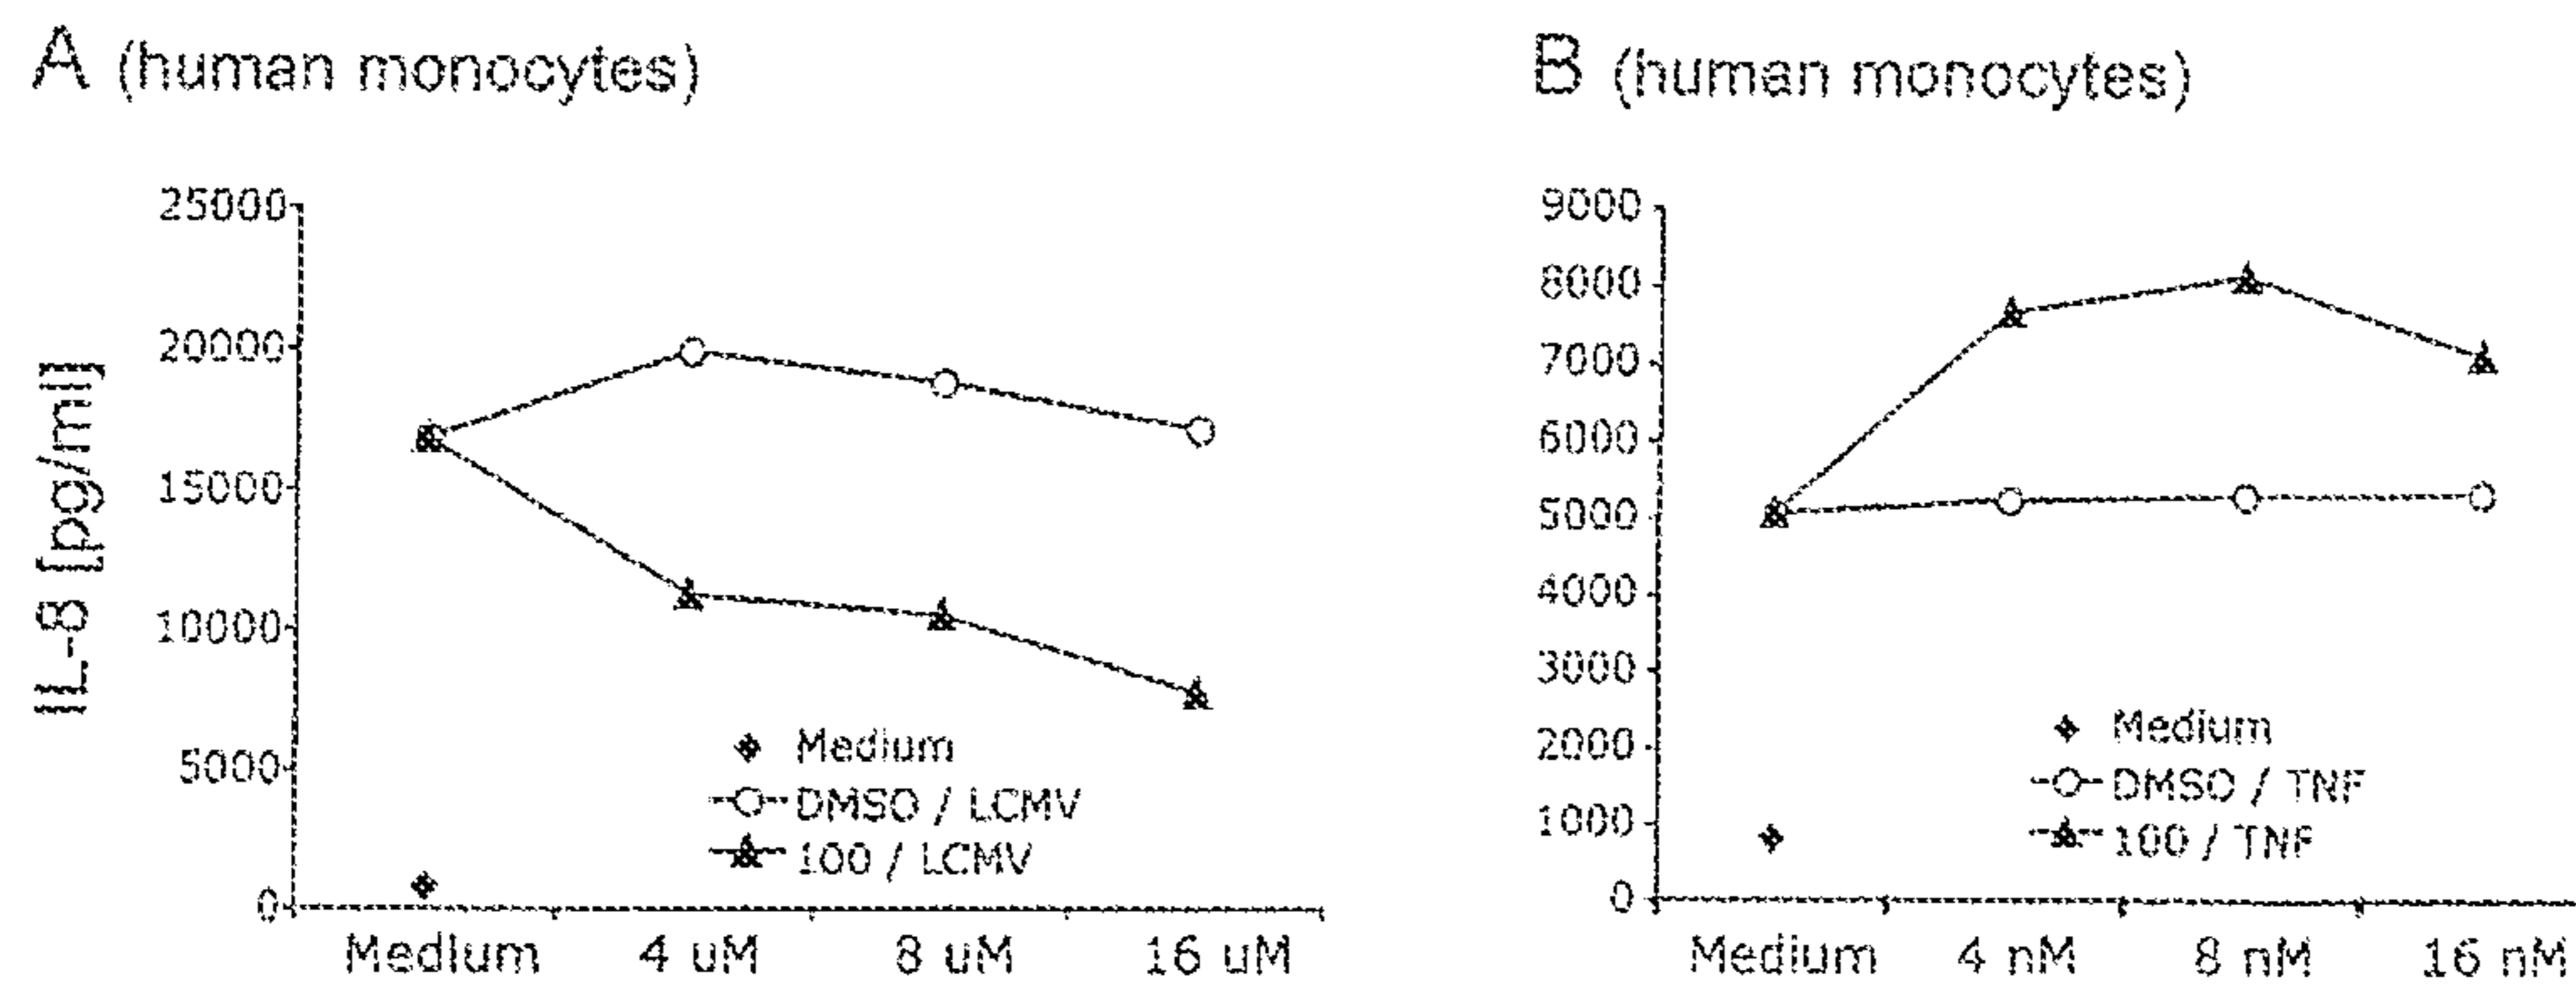 A (human monocytes)
IL-8 [pg/ml]
25000
20000
15000
10000
5000
0
Medium
DMSO / LCMV
100 / LCMV
Medium 4 uM 8 uM 16 uM
B (human monocytes)
9000
8000
7000
6000
5000
4000
3000
2000
1000
0
Medium
DMSO / TNF
100 / TNF
Medium 4 nM 8 nM 16 nM